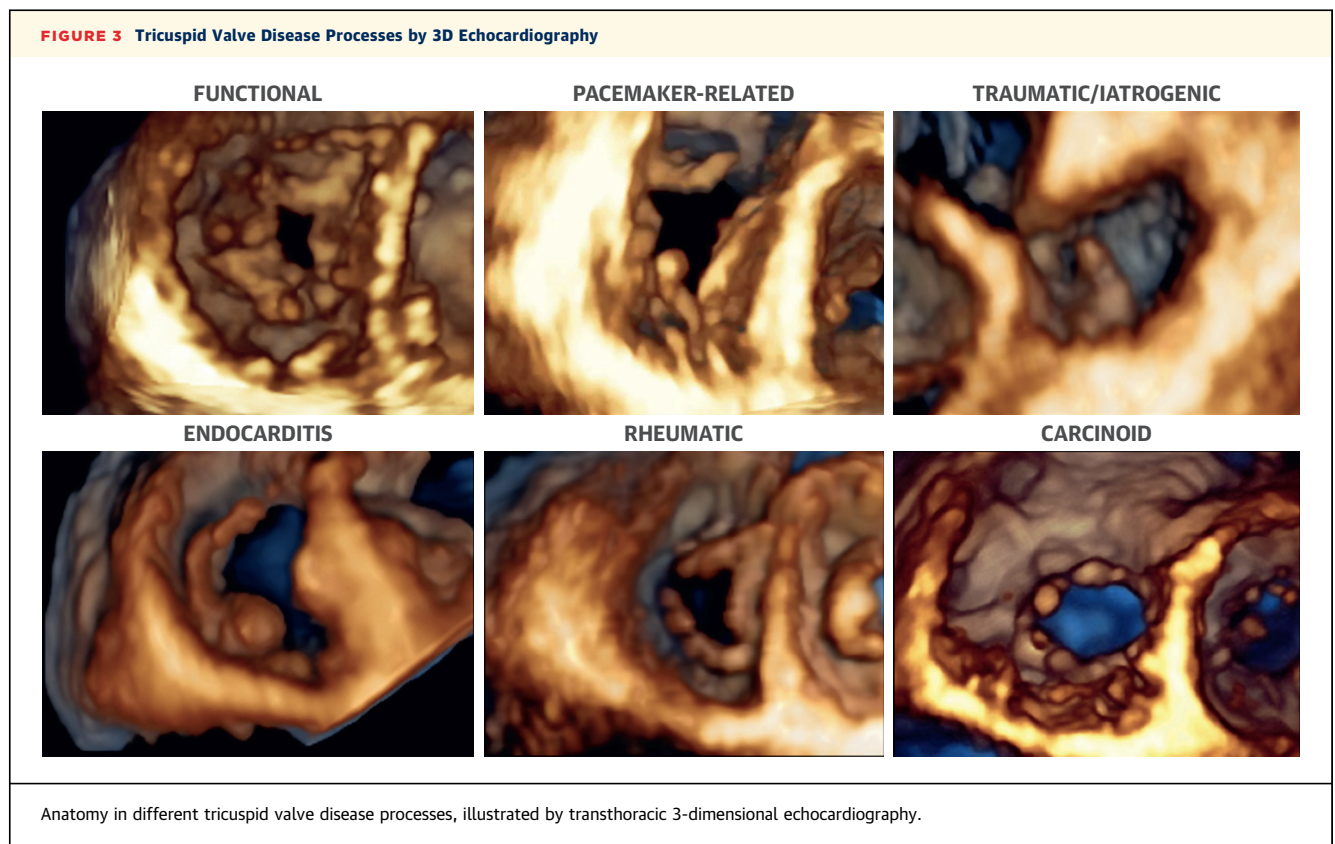 FIGURE 3 Tricuspid Valve Disease Processes by 3D Echocardiography
FUNCTIONAL
PACEMAKER-RELATED
TRAUMATIC/IATROGENIC
ENDOCARDITIS
RHEUMATIC
CARCINOID
Anatomy in different tricuspid valve disease processes, illustrated by transthoracic 3-dimensional echocardiography.